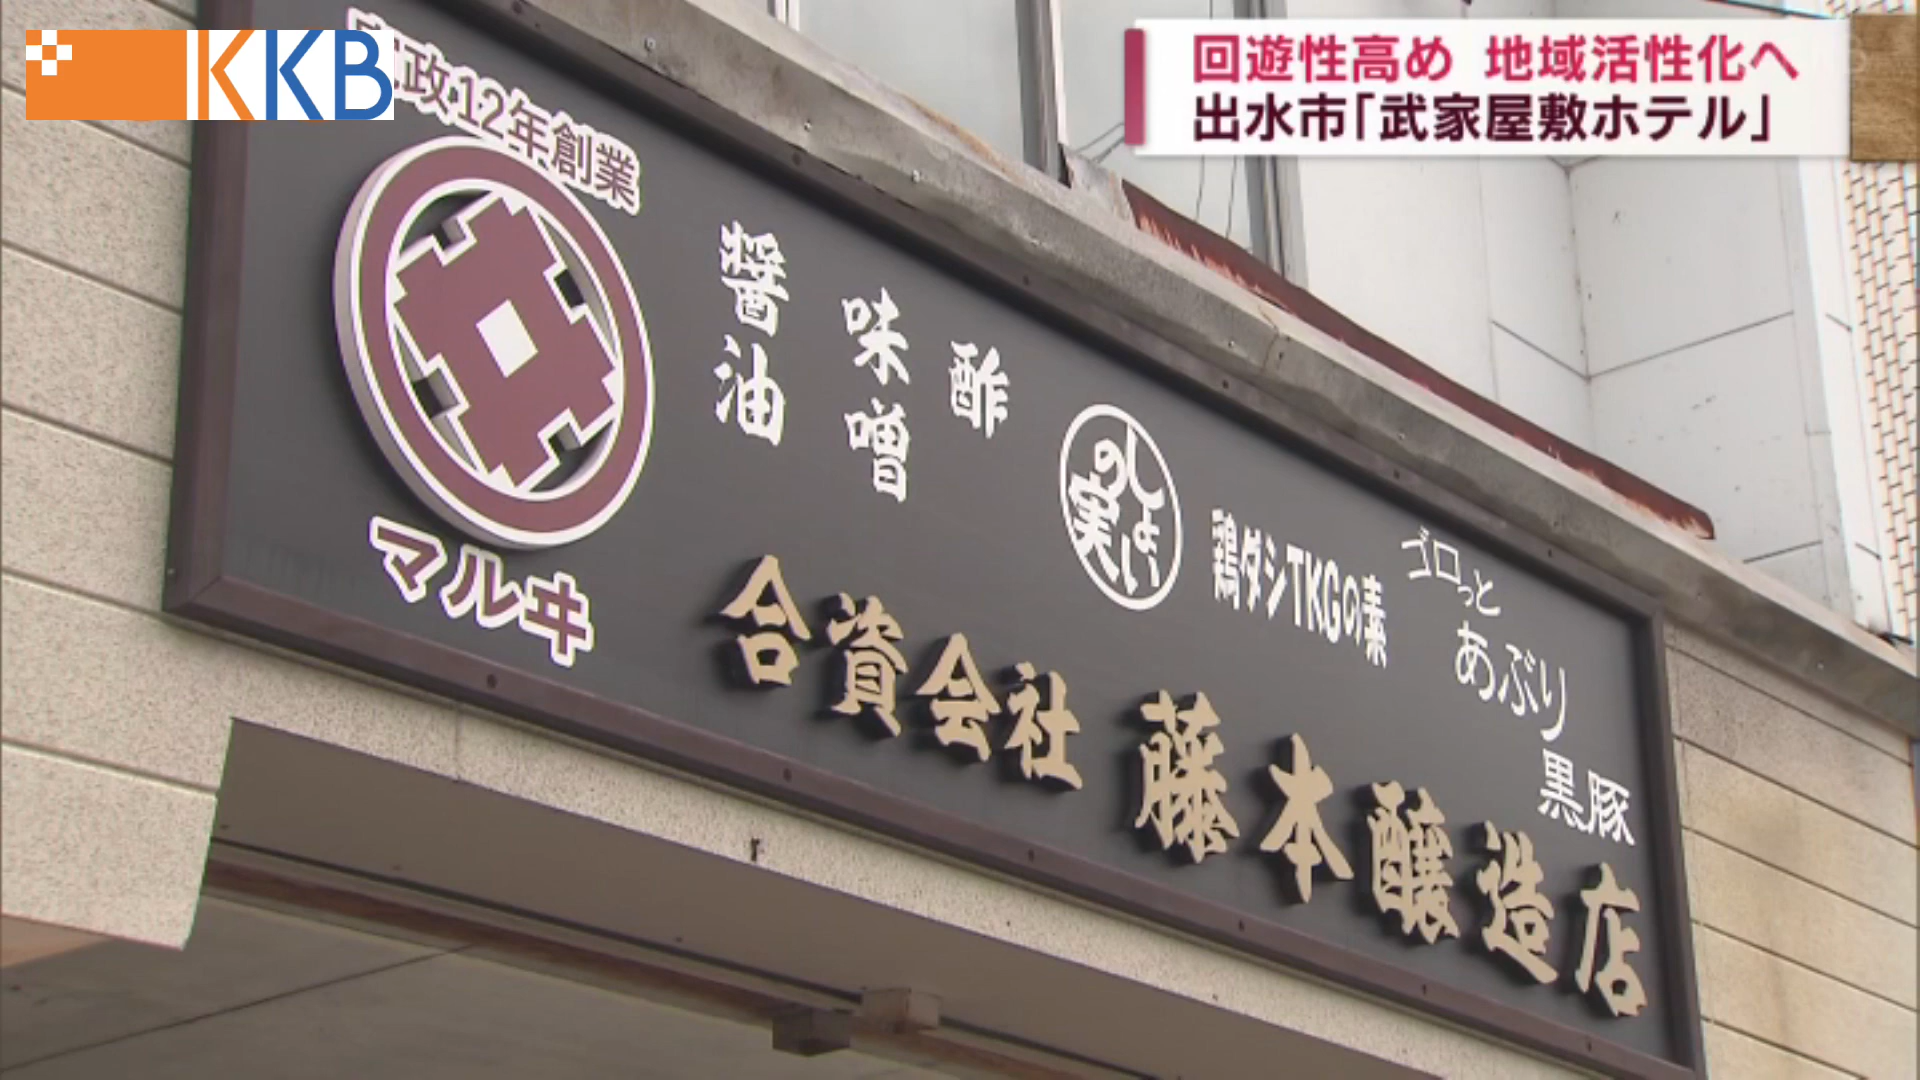 KKB
回遊性高め 地域活性化へ
出水市「武家屋敷ホテル」
政12年創業
マルヰ
醤油
味噌
酢
しょいの実
鶏ダシTKGの素
ゴロっと
あぶり
黒豚
合資会社 藤本醸造店